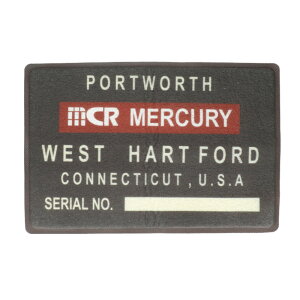 PORTWORTH
MCR MERCURY
WEST HARTFORD
CONNECTICUT, U.S.A
SERIAL NO.